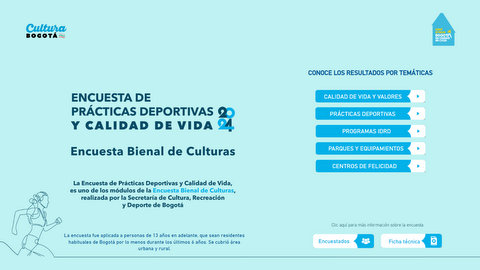 Cultura
BOGOTÁ
ENCUESTA DE
PRÁCTICAS DEPORTIVAS
Y CALIDAD DE VIDA
2024
Encuesta Bienal de Culturas
La Encuesta de Prácticas Deportivas y Calidad de Vida,
es uno de los módulos de la Encuesta Bienal de Culturas,
realizada por la Secretaría de Cultura, Recreación
y Deporte de Bogotá
La encuesta fue aplicada a personas de 13 años en adelante, que sean residentes
habituales de Bogotá por lo menos durante los últimos 6 años. Se cubrió área
urbana y rural.
CONOCE LOS RESULTADOS POR TEMÁTICAS
CALIDAD DE VIDA Y VALORES
PRÁCTICAS DEPORTIVAS
PROGRAMAS IDRD
PARQUES Y EQUIPAMIENTOS
CENTROS DE FELICIDAD
Clic aquí para más información sobre la encuesta
Encuestados
Ficha técnica